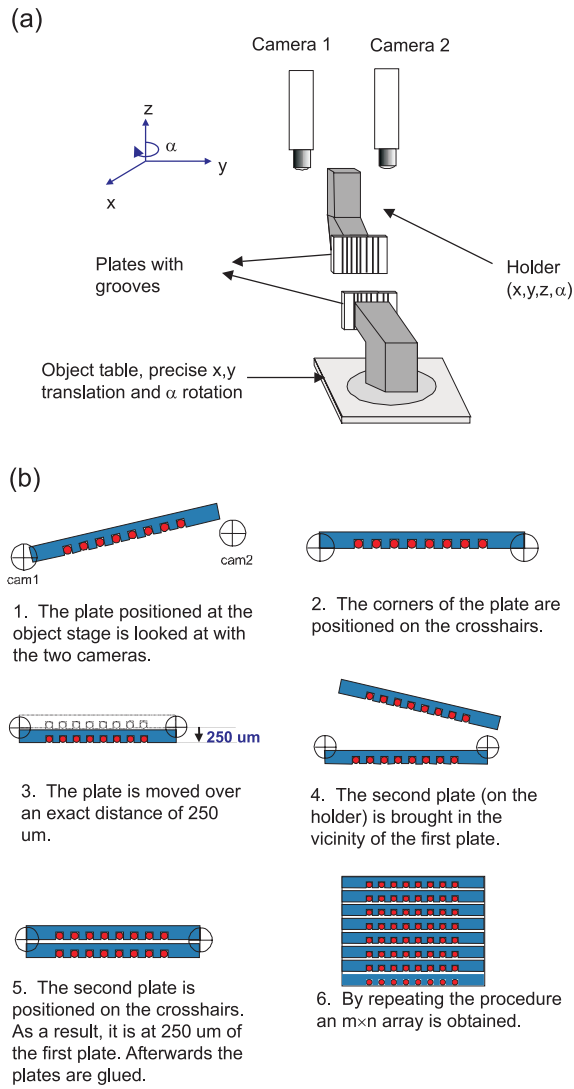 (a)
Camera 1
Camera 2
z
α
y
x
Plates with
grooves
Holder
(x,y,z,α)
Object table, precise x,y
translation and α rotation
(b)
cam1
cam2
1. The plate positioned at the
object stage is looked at with
the two cameras.
2. The corners of the plate are
positioned on the crosshairs.
250 um
3. The plate is moved over
an exact distance of 250
um.
4. The second plate (on the
holder) is brought in the
vicinity of the first plate.
5. The second plate is
positioned on the crosshairs.
As a result, it is at 250 um of
the first plate. Afterwards the
plates are glued.
6. By repeating the procedure
an m×n array is obtained.